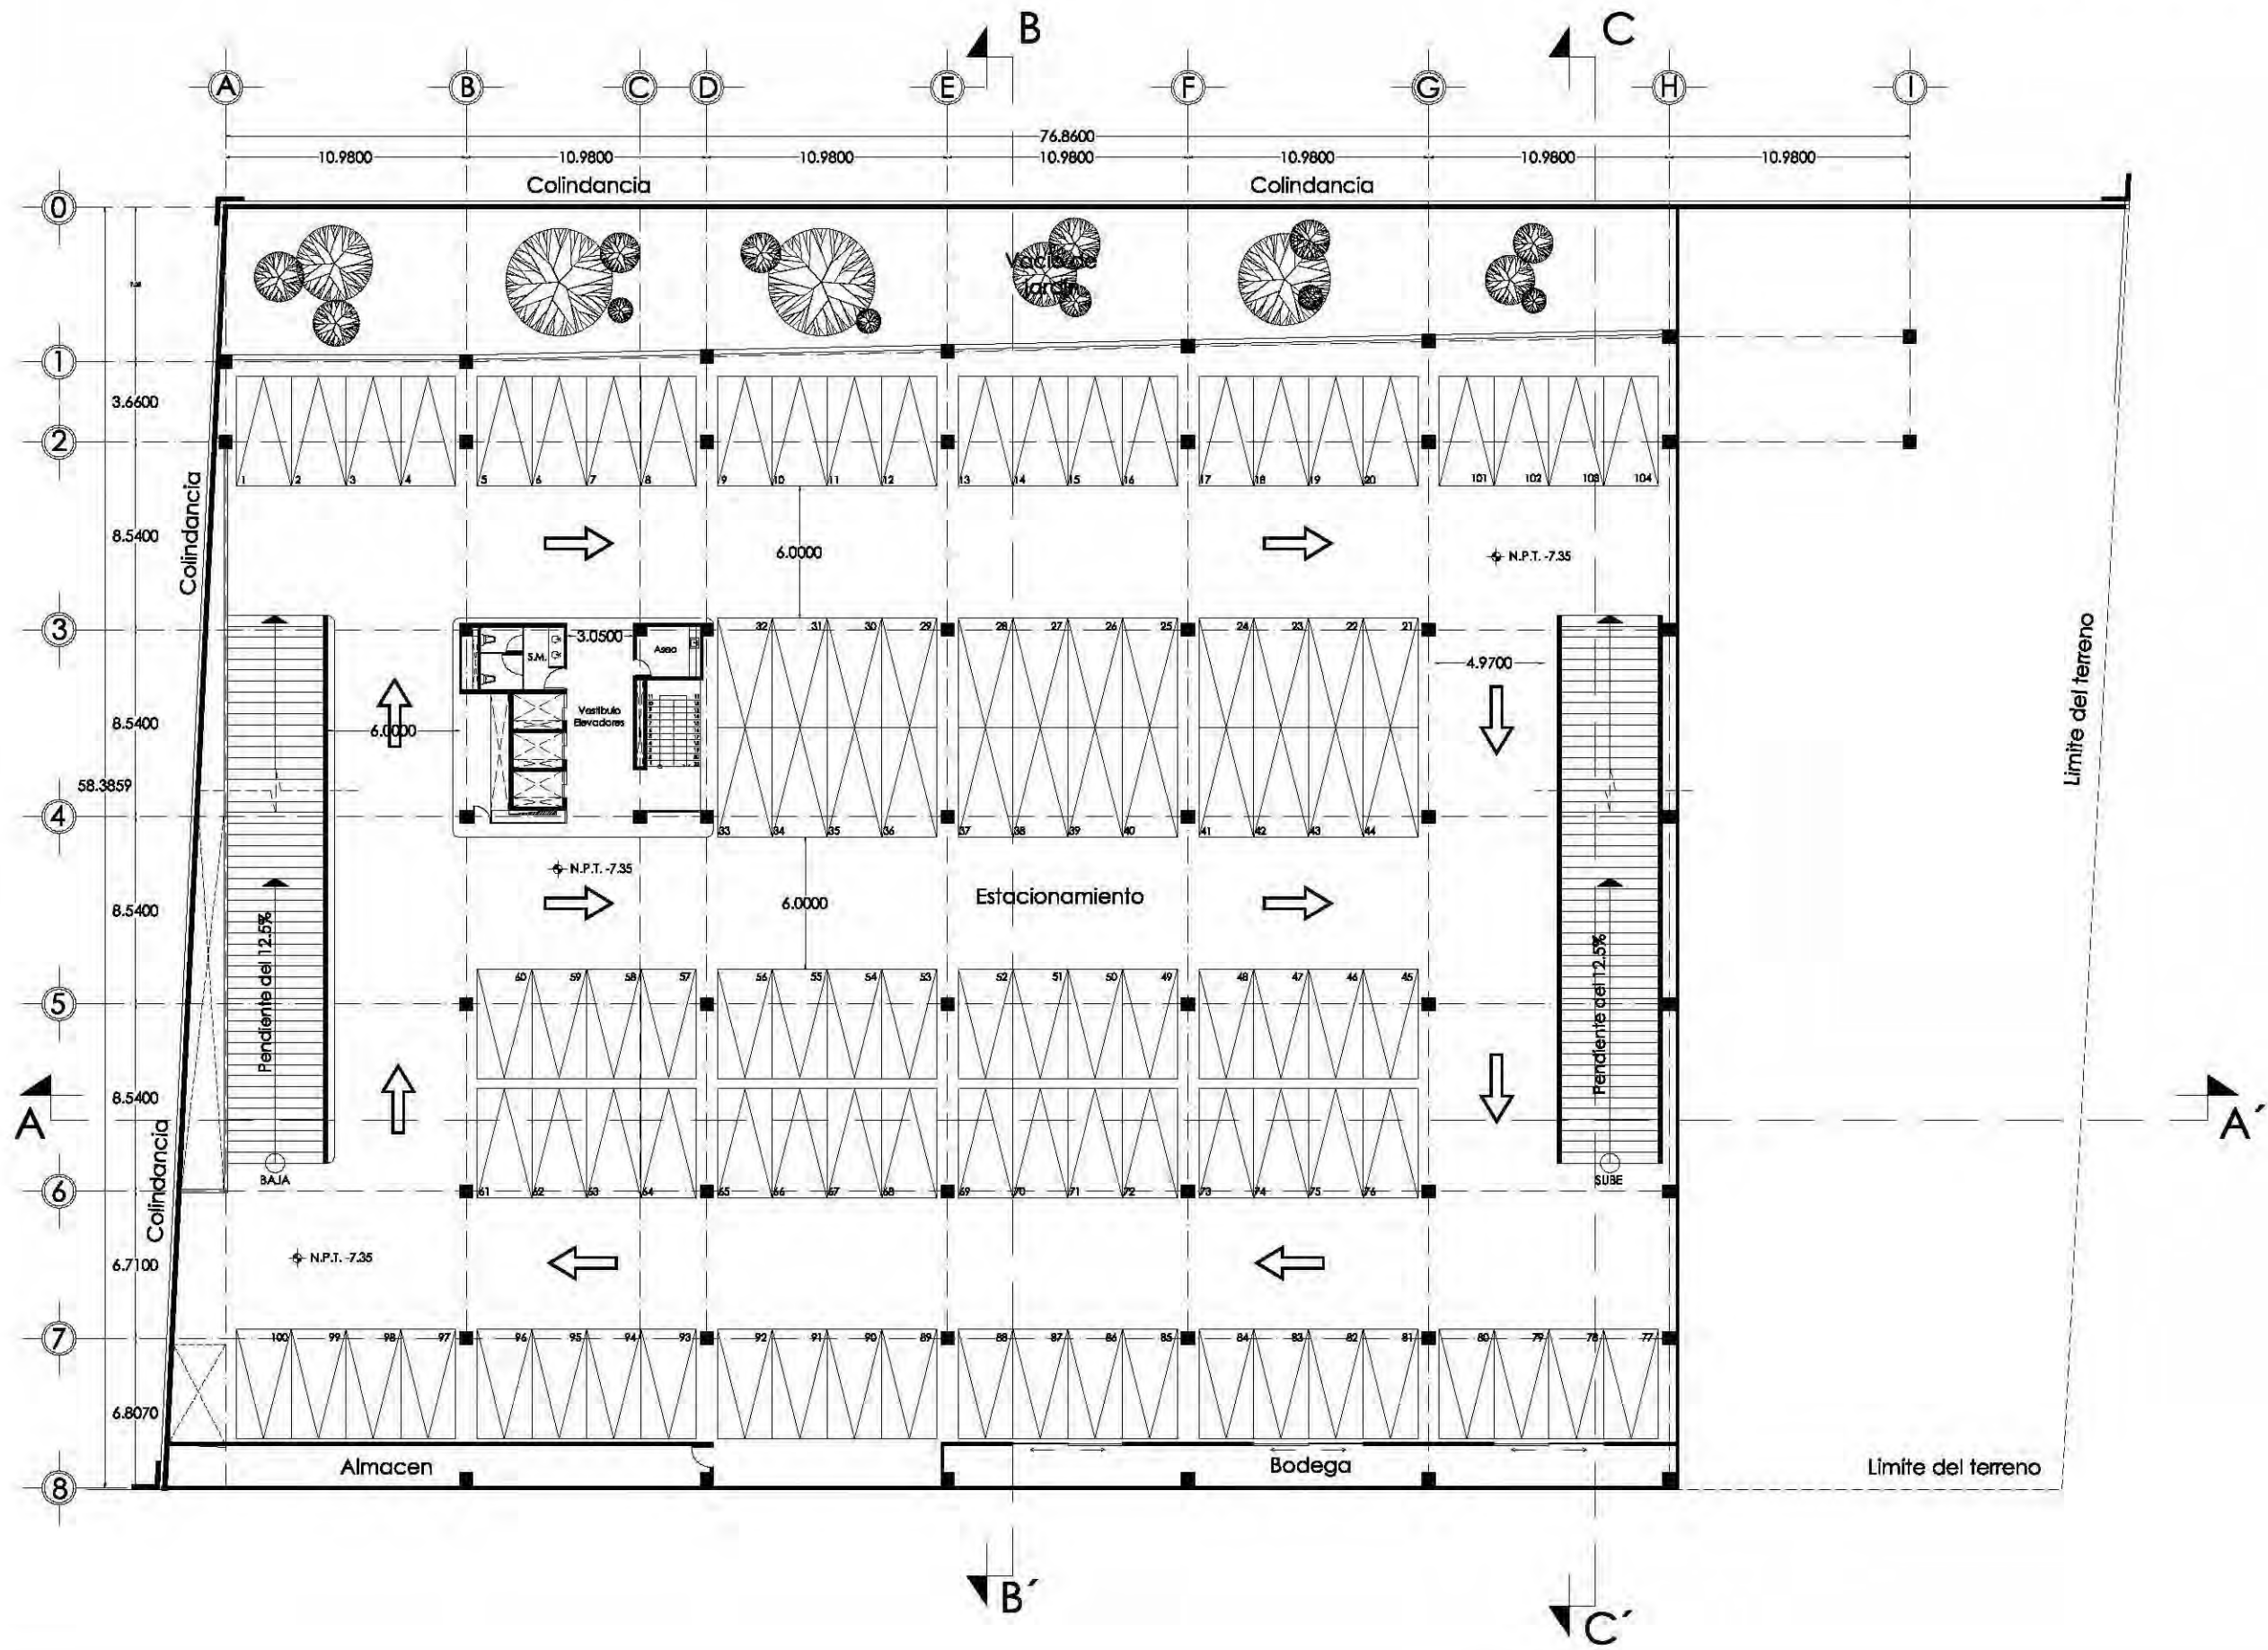 B
C
A
B
C
D
E
F
G
H
I
76.8600
10.9800
10.9800
10.9800
10.9800
10.9800
10.9800
10.9800
Colindancia
Colindancia
0
Vacio de
Jardin
1
3.6600
2
1 2 3 4 5 6 7 8 9 10 11 12 13 14 15 16 17 18 19 20 101 102 103 104
Colindancia
8.5400
6.0000
N.P.T. -7.35
3
3.0500
S.M.
Aseo
32 31 30 29 28 27 26 25 24 23 22 21
4.9700
Limite del terreno
8.5400
6.0000
Vestibulo
Elevadores
58.3859
4
33 34 35 36 37 38 39 40 41 42 43 44
N.P.T. -7.35
8.5400
6.0000
Estacionamiento
Pendiente del 12.5%
Pendiente del 12.5%
60 59 58 57 56 55 54 53 52 51 50 49 48 47 46 45
5
8.5400
A
A´
Colindancia
BAJA
SUBE
6
61 62 63 64 65 66 67 68 69 70 71 72 73 74 75 76
N.P.T. -7.35
6.7100
7
100 99 98 97 96 95 94 93 92 91 90 89 88 87 86 85 84 83 82 81 80 79 78 77
6.8070
Almacen
Bodega
Limite del terreno
8
B´
C´